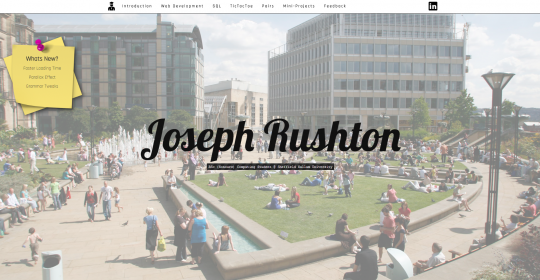 Introduction Web Development SQL TicTacToe Pairs Mini-Projects Feedback
in
Whats New?
Faster Loading Time
Parallax Effect
Grammar Tweaks
Joseph Rushton
BSc (Honours) Computing Student @ Sheffield Hallam University